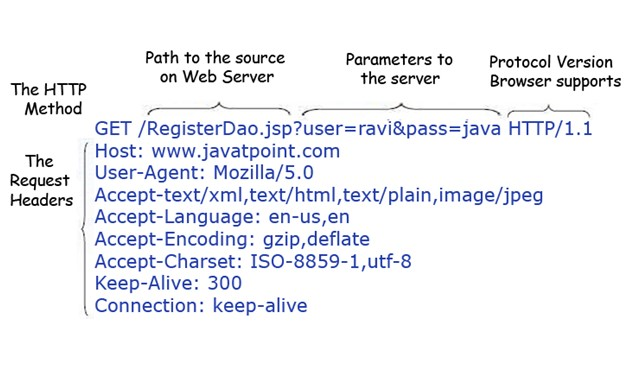 Path to the source
on Web Server
Parameters to
the server
Protocol Version
Browser supports
The HTTP
Method
GET /RegisterDao.jsp?user=ravi&pass=java HTTP/1.1
The
Request
Headers
Host: www.javatpoint.com
User-Agent: Mozilla/5.0
Accept-text/xml,text/html,text/plain,image/jpeg
Accept-Language: en-us,en
Accept-Encoding: gzip,deflate
Accept-Charset: ISO-8859-1,utf-8
Keep-Alive: 300
Connection: keep-alive